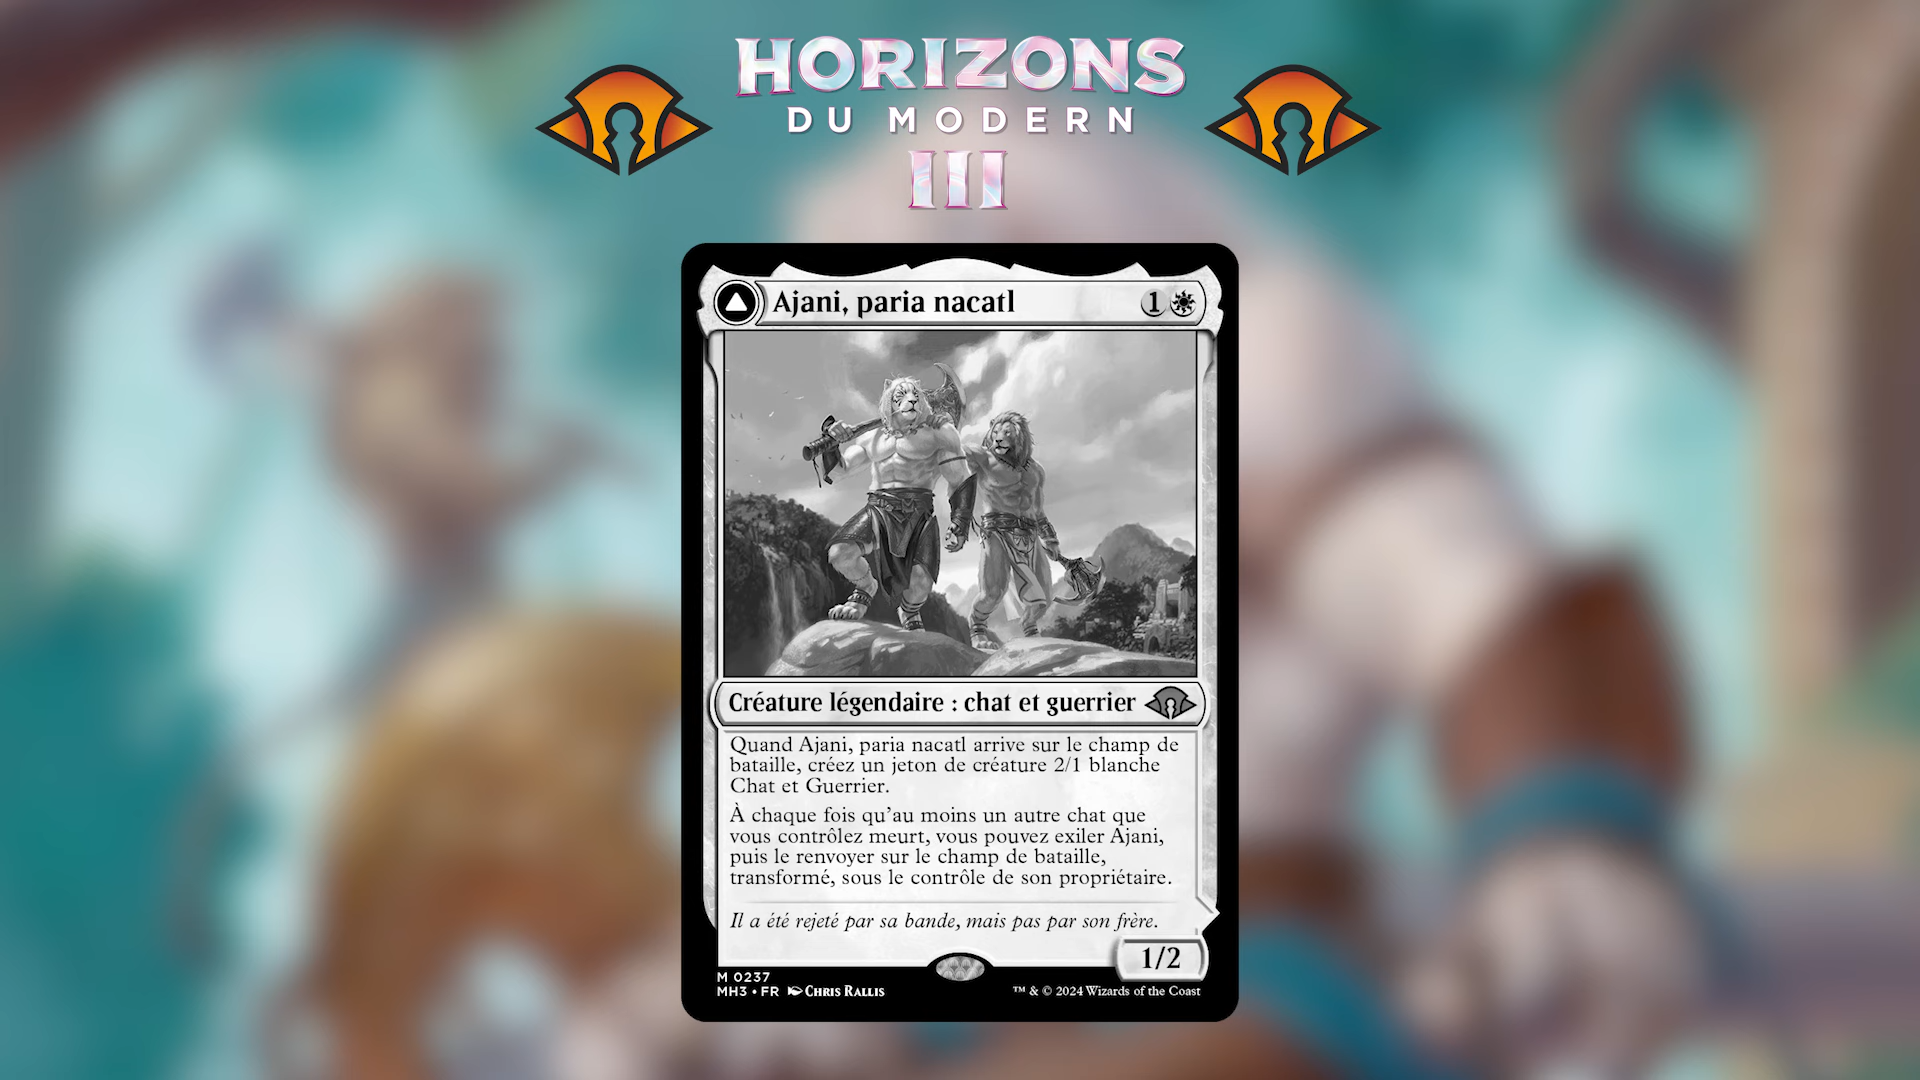 HORIZONS
DU MODERN
III
Ajani, paria nacatl
1
Créature légendaire : chat et guerrier
Quand Ajani, paria nacatl arrive sur le champ de
bataille, créez un jeton de créature 2/1 blanche
Chat et Guerrier.
À chaque fois qu'au moins un autre chat que
vous contrôlez meurt, vous pouvez exiler Ajani,
puis le renvoyer sur le champ de bataille,
transformé, sous le contrôle de son propriétaire.
Il a été rejeté par sa bande, mais pas par son frère.
1/2
M 0237
MH3 • FR Chris Rallis
™ & © 2024 Wizards of the Coast